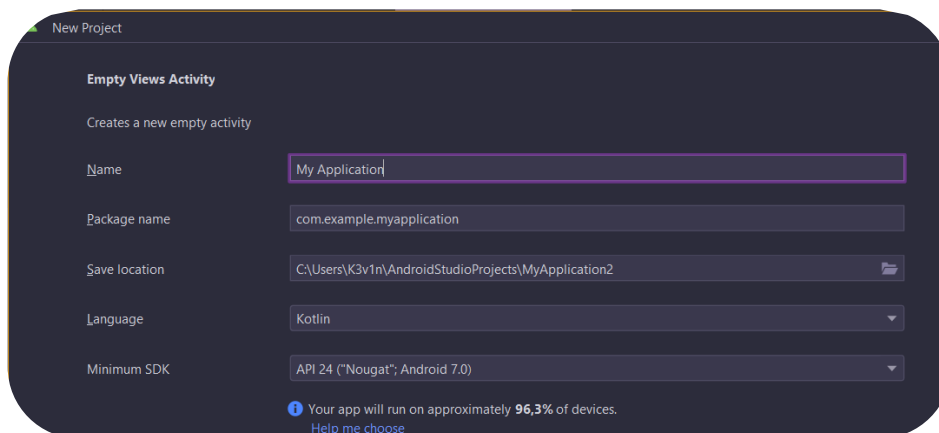 New Project
Empty Views Activity
Creates a new empty activity
Name My Application
Package name com.example.myapplication
Save location C:\Users\K3v1n\AndroidStudioProjects\MyApplication2
Language Kotlin
Minimum SDK API 24 ("Nougat"; Android 7.0)
Your app will run on approximately 96,3% of devices.
Help me choose